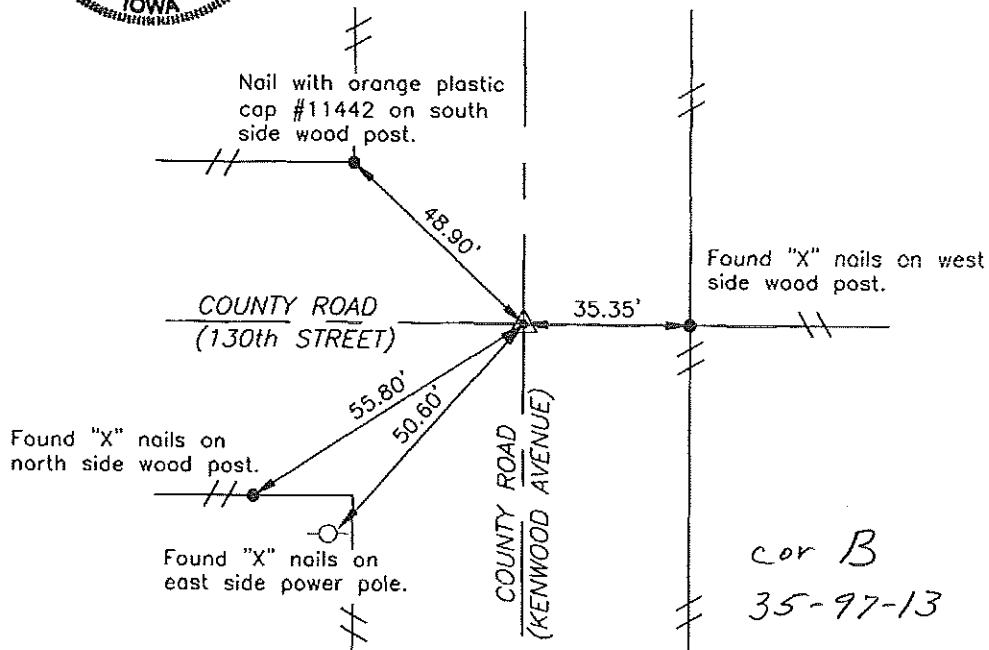 IOWA
Nail with orange plastic
cap #11442 on south
side wood post.
48.90'
Found "X" nails on west
side wood post.
COUNTY ROAD
(130th STREET)
35.35'
55.80'
50.60'
Found "X" nails on
north side wood post.
COUNTY ROAD
(KENWOOD AVENUE)
Found "X" nails on
east side power pole.
cor B
35-97-13